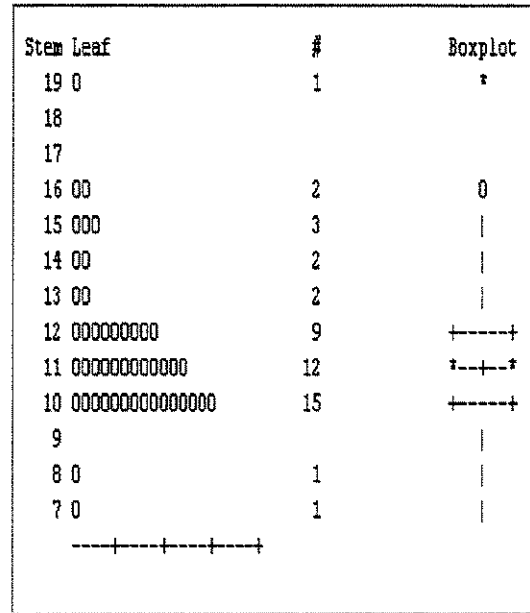 Stem Leaf # Boxplot
19 0 1 *
18
17
16 00 2 0
15 000 3 |
14 00 2 |
13 00 2 |
12 000000000 9 +-----+
11 000000000000 12 *--+--*
10 000000000000000 15 +-----+
9 |
8 0 1 |
7 0 1 |
----+----+----+----+